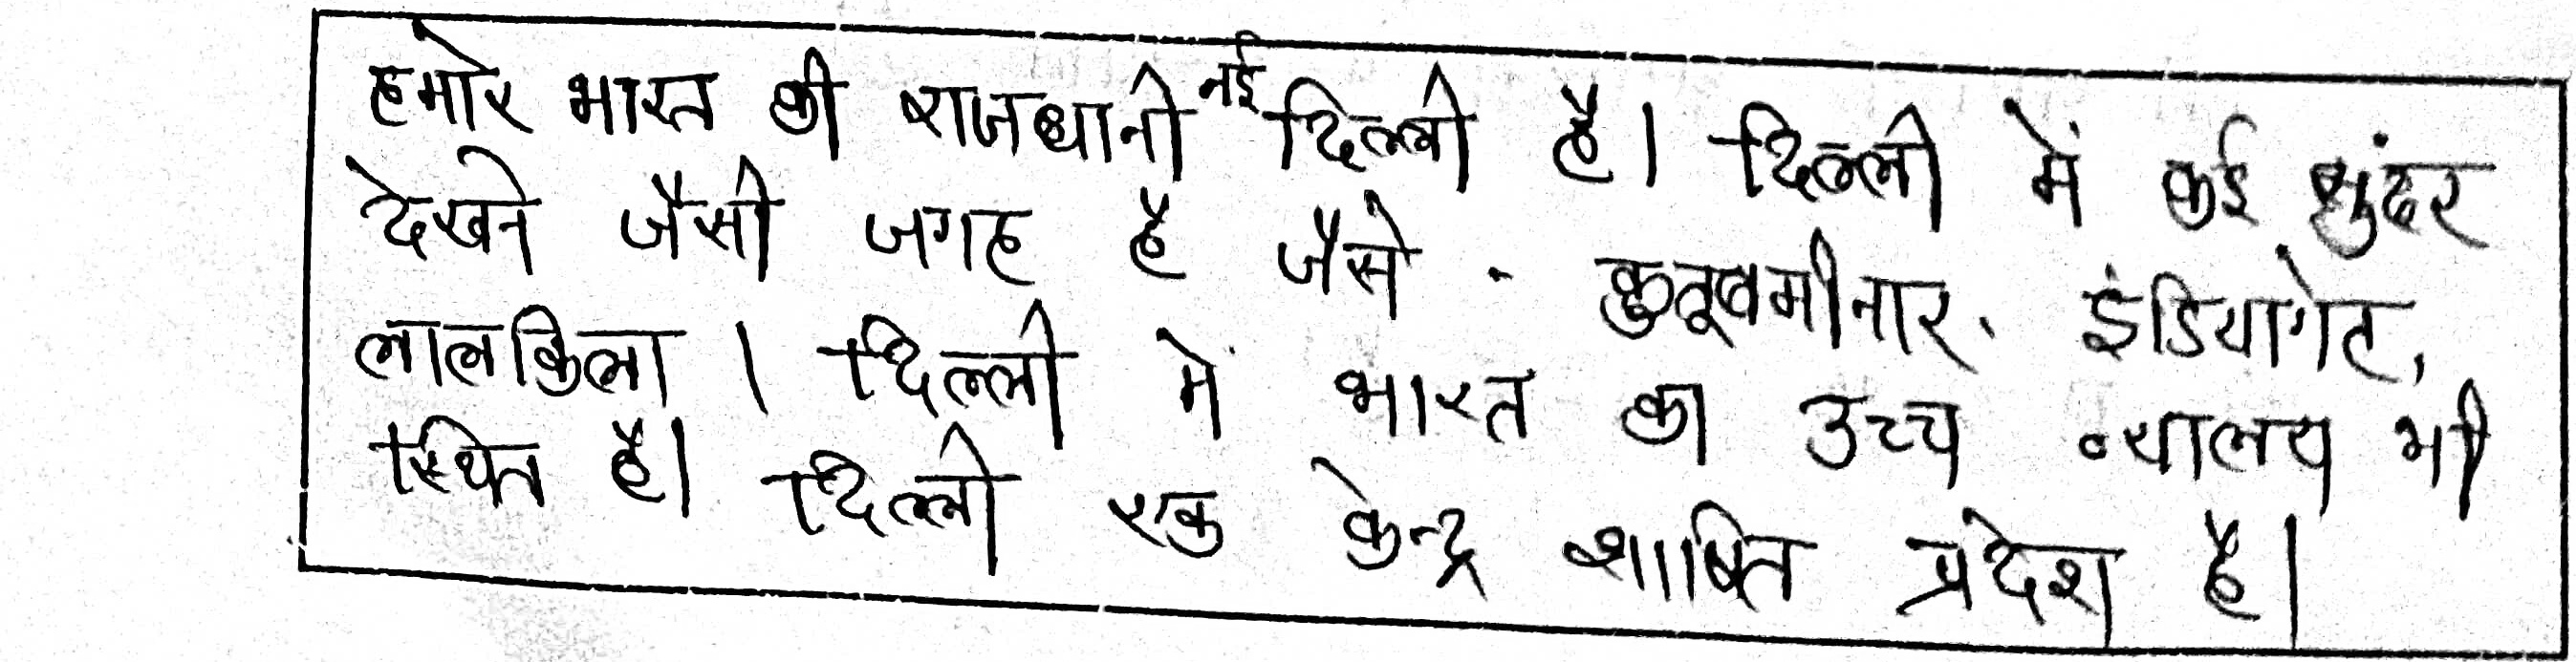 हमारे भारत की राजधानी नई दिल्ली है। दिल्ली में कई सुंदर
देखने जैसी जगह है जैसे - कुतूबमीनार, इंडियागेट,
लालकिला । दिल्ली में भारत का उच्च न्यालय भी
स्थित है। दिल्ली एक केन्द्र शाषित प्रदेश है।